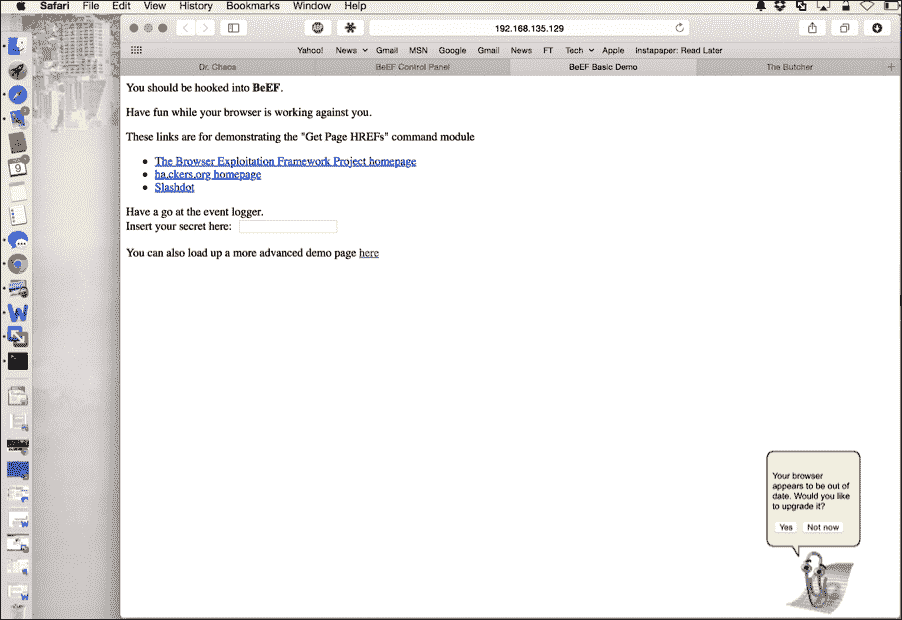 Safari File Edit View History Bookmarks Window Help
192.168.135.129
Yahoo! News Gmail MSN Google Gmail News FT Tech Apple Instapaper: Read Later
Dr. Chaos BeEF Control Panel BeEF Basic Demo The Butcher
You should be hooked into BeEF.
Have fun while your browser is working against you.
These links are for demonstrating the "Get Page HREFs" command module
The Browser Exploitation Framework Project homepage
ha.ckers.org homepage
Slashdot
Have a go at the event logger.
Insert your secret here:
You can also load up a more advanced demo page here
Your browser
appears to be out of
date. Would you like
to upgrade it?
Yes Not now
9